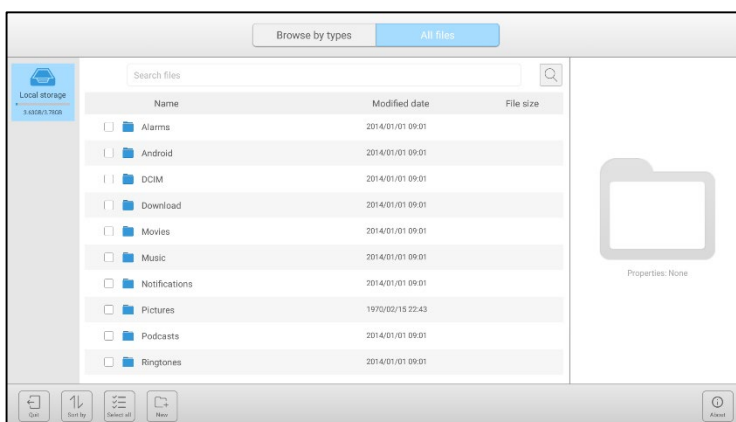 Browse by types All files
Local storage
Search files
Name Modified date File size
Alarms 2014/01/01 09:01
Android 2014/01/01 09:01
DCIM 2014/01/01 09:01
Download 2014/01/01 09:01
Movies 2014/01/01 09:01
Music 2014/01/01 09:01
Notifications 2014/01/01 09:01
Pictures 1970/02/15 22:43
Podcasts 2014/01/01 09:01
Ringtones 2014/01/01 09:01
Properties: None
Quit Sort by Select all New About